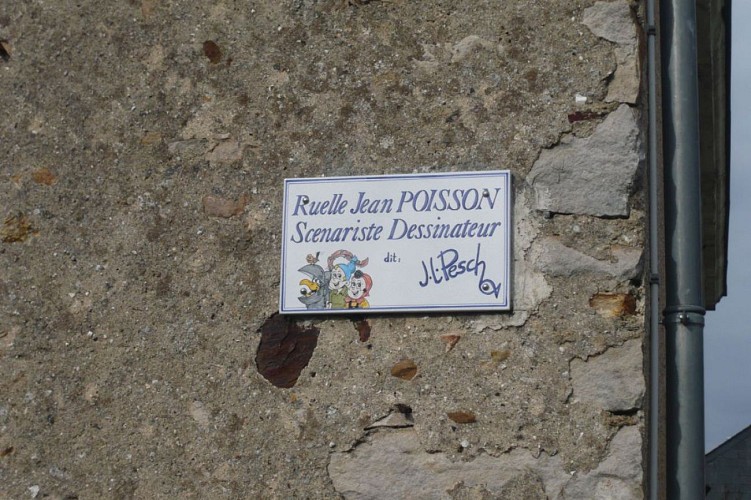 Ruelle Jean POISSON
Scenariste Dessinateur
dit: J.L. Pesch